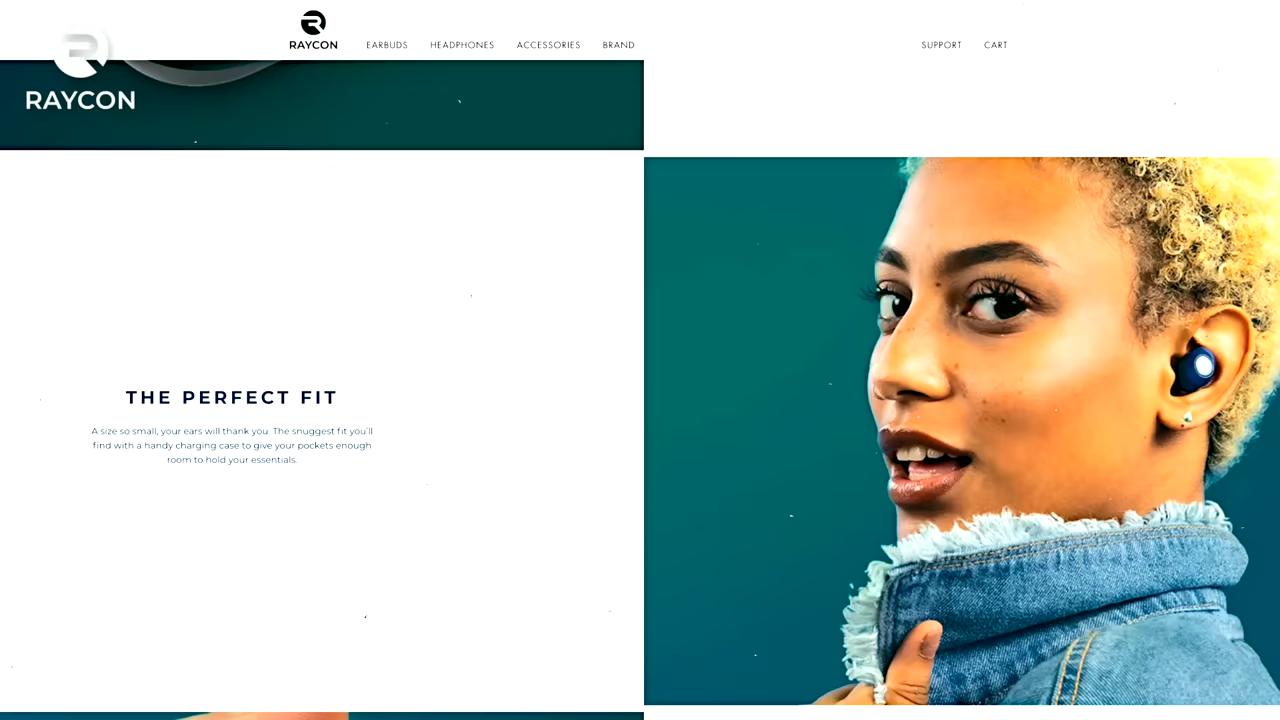 RAYCON
EARBUDS HEADPHONES ACCESSORIES BRAND SUPPORT CART
RAYCON
THE PERFECT FIT
A size so small, your ears will thank you. The snuggest fit you'll
find with a handy charging case to give your pockets enough
room to hold your essentials.